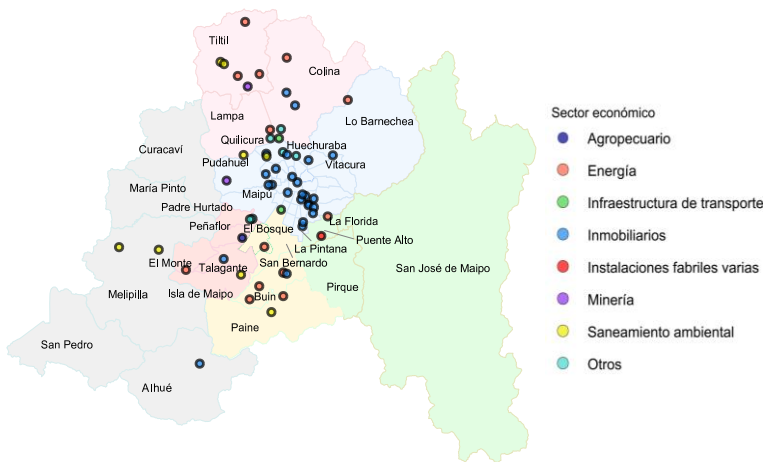 Tiltil
Colina
Lampa
Lo Barnechea
Quilicura
Huechuraba
Curacaví
Pudahuel
Vitacura
María Pinto
Maipú
Padre Hurtado
La Florida
Peñaflor
El Bosque
Puente Alto
La Pintana
El Monte
Talagante
San Bernardo
San José de Maipo
Melipilla
Isla de Maipo
Buin
Pirque
Paine
San Pedro
Alhué
Sector económico
Agropecuario
Energía
Infraestructura de transporte
Inmobiliarios
Instalaciones fabriles varias
Minería
Saneamiento ambiental
Otros